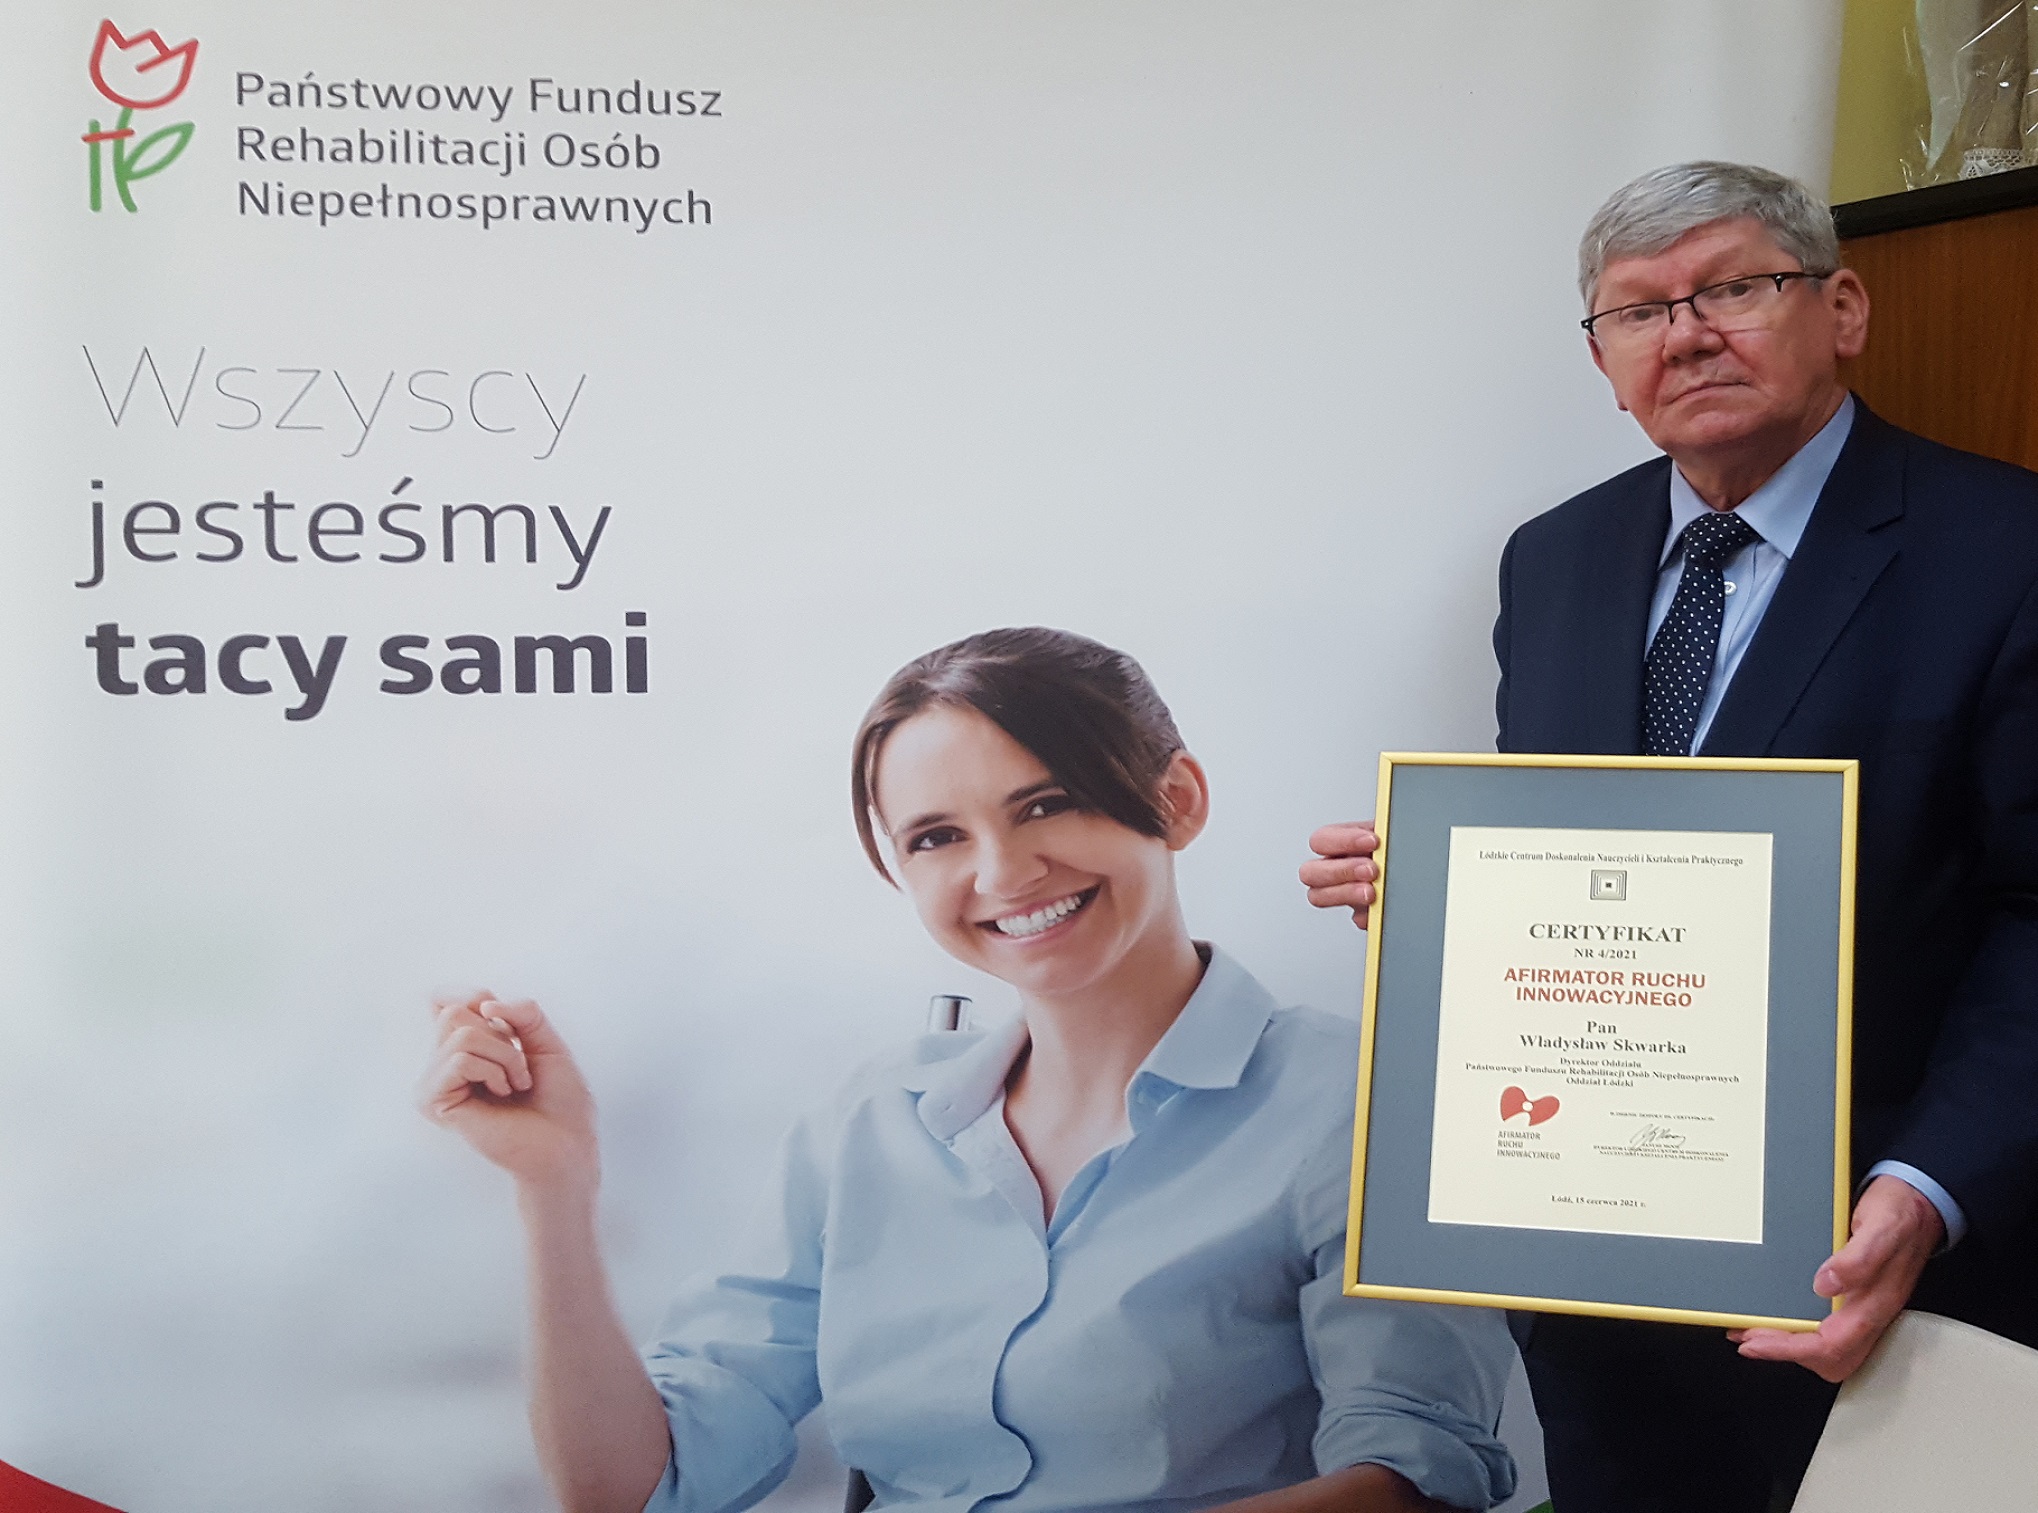 Państwowy Fundusz
Rehabilitacji Osób
Niepełnosprawnych
Wszyscy
jesteśmy
tacy sami
Łódzkie Centrum Doskonalenia Nauczycieli i Kształcenia Praktycznego
CERTYFIKAT
NR 4/2021
AFIRMATOR RUCHU
INNOWACYJNEGO
Pan
Władysław Skwarka
Dyrektor Oddziału
Państwowego Funduszu Rehabilitacji Osób Niepełnosprawnych
Oddział Łódzki
AFIRMATOR
RUCHU
INNOWACYJNEGO
Łódź, 15 czerwca 2021 r.